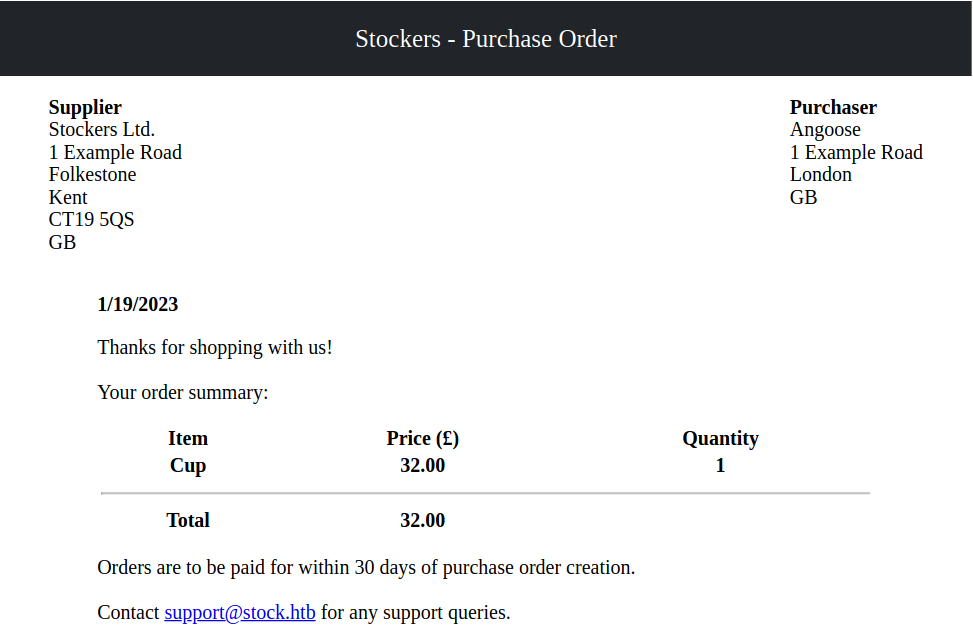 Stockers - Purchase Order
Supplier
Stockers Ltd.
1 Example Road
Folkestone
Kent
CT19 5QS
GB
Purchaser
Angoose
1 Example Road
London
GB
1/19/2023
Thanks for shopping with us!
Your order summary:
Item Price (£) Quantity
Cup 32.00 1
Total 32.00
Orders are to be paid for within 30 days of purchase order creation.
Contact support@stock.htb for any support queries.